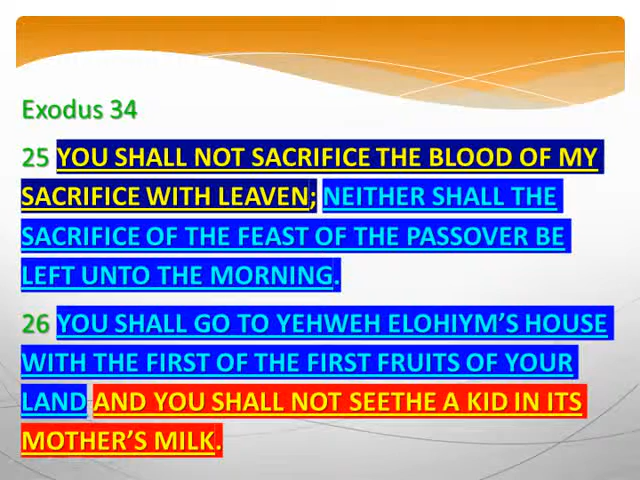 Exodus 34
25 YOU SHALL NOT SACRIFICE THE BLOOD OF MY
SACRIFICE WITH LEAVEN; NEITHER SHALL THE
SACRIFICE OF THE FEAST OF THE PASSOVER BE
LEFT UNTO THE MORNING.
26 YOU SHALL GO TO YEHWEH ELOHIYM’S HOUSE
WITH THE FIRST OF THE FIRST FRUITS OF YOUR
LAND AND YOU SHALL NOT SEETHE A KID IN ITS
MOTHER’S MILK.